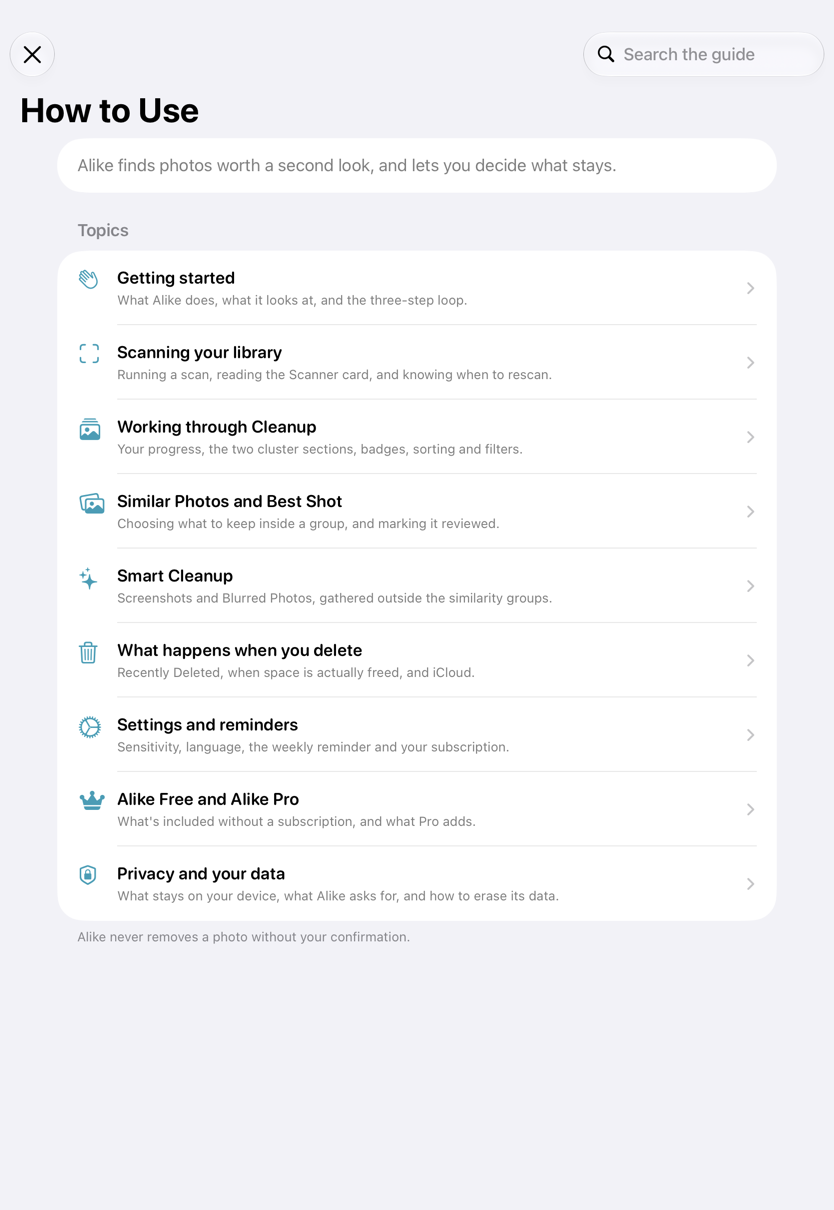 Search the guide
How to Use
Alike finds photos worth a second look, and lets you decide what stays.
Topics
Getting started
What Alike does, what it looks at, and the three-step loop.
Scanning your library
Running a scan, reading the Scanner card, and knowing when to rescan.
Working through Cleanup
Your progress, the two cluster sections, badges, sorting and filters.
Similar Photos and Best Shot
Choosing what to keep inside a group, and marking it reviewed.
Smart Cleanup
Screenshots and Blurred Photos, gathered outside the similarity groups.
What happens when you delete
Recently Deleted, when space is actually freed, and iCloud.
Settings and reminders
Sensitivity, language, the weekly reminder and your subscription.
Alike Free and Alike Pro
What's included without a subscription, and what Pro adds.
Privacy and your data
What stays on your device, what Alike asks for, and how to erase its data.
Alike never removes a photo without your confirmation.